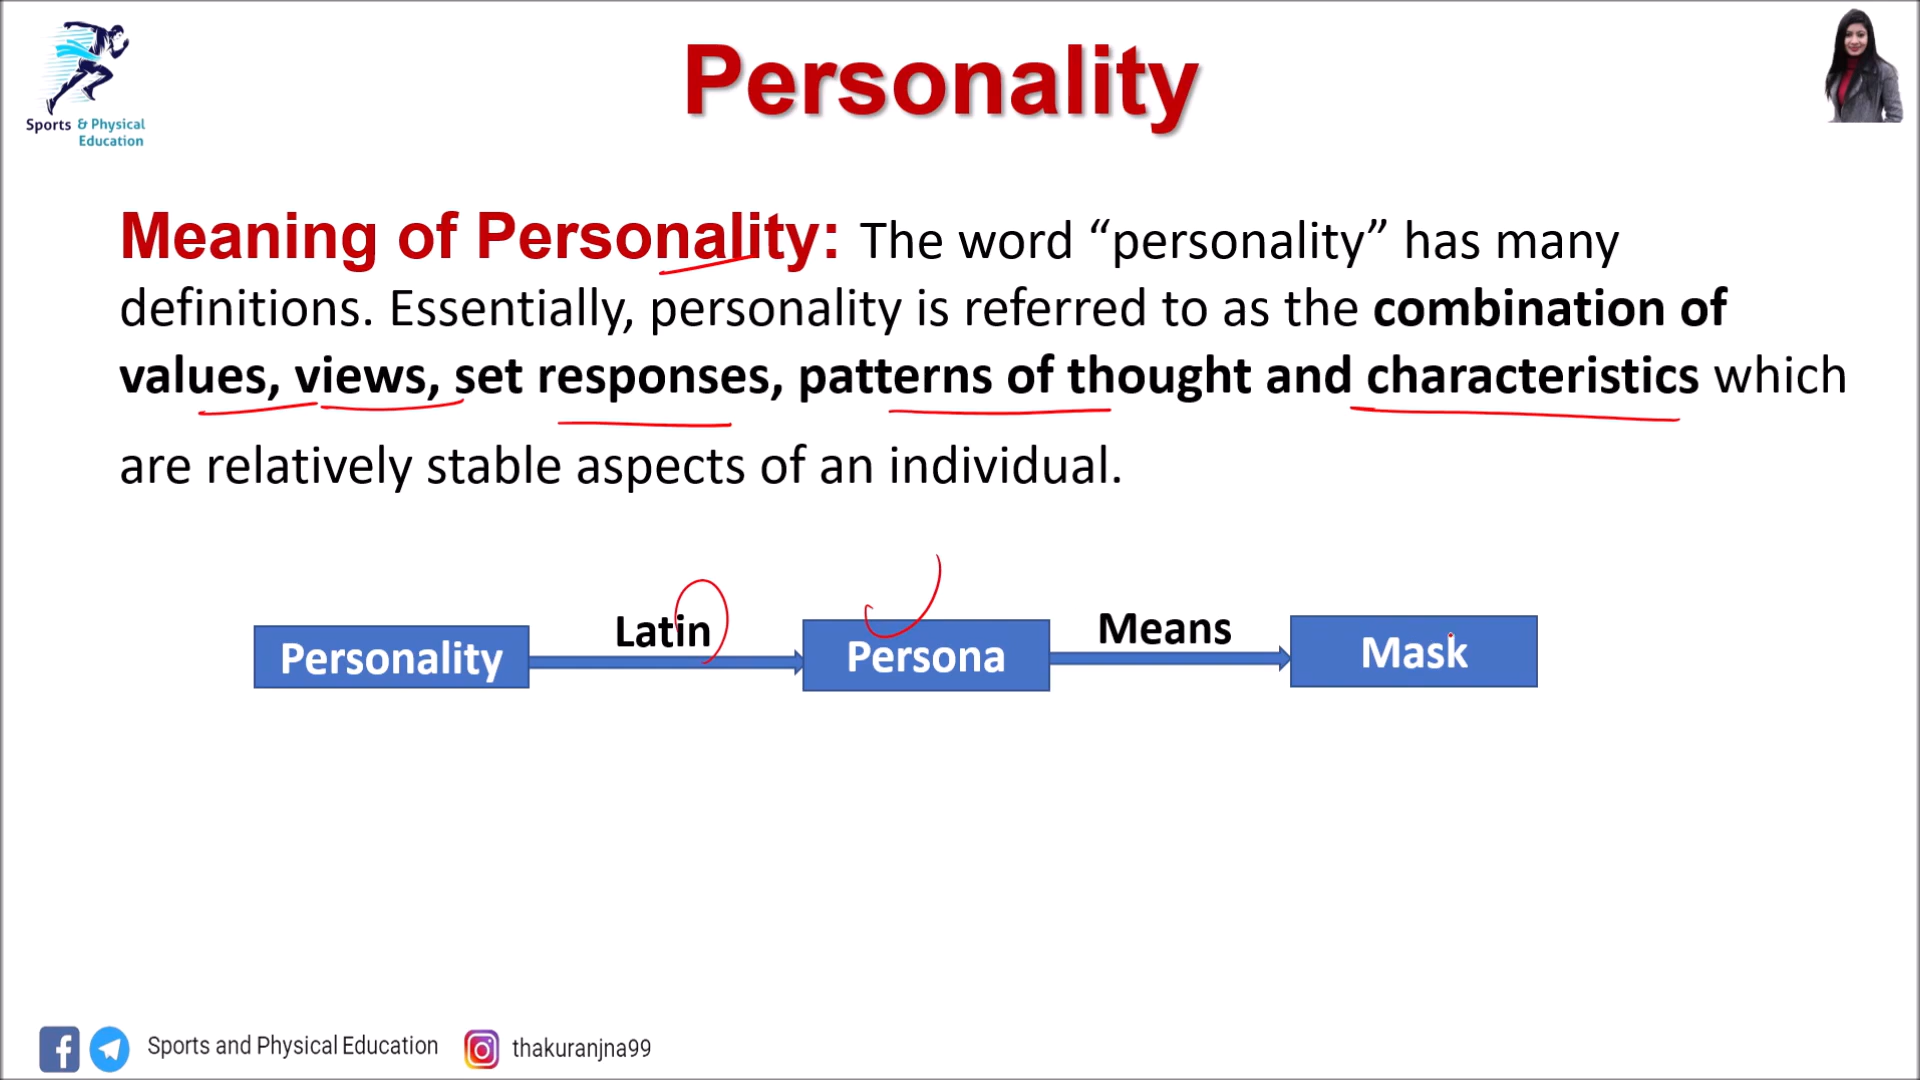 Personality
Sports & Physical
Education
Meaning of Personality: The word “personality” has many
definitions. Essentially, personality is referred to as the combination of
values, views, set responses, patterns of thought and characteristics which
are relatively stable aspects of an individual.
Personality
Latin
Persona
Means
Mask
Sports and Physical Education
thakuranjna99